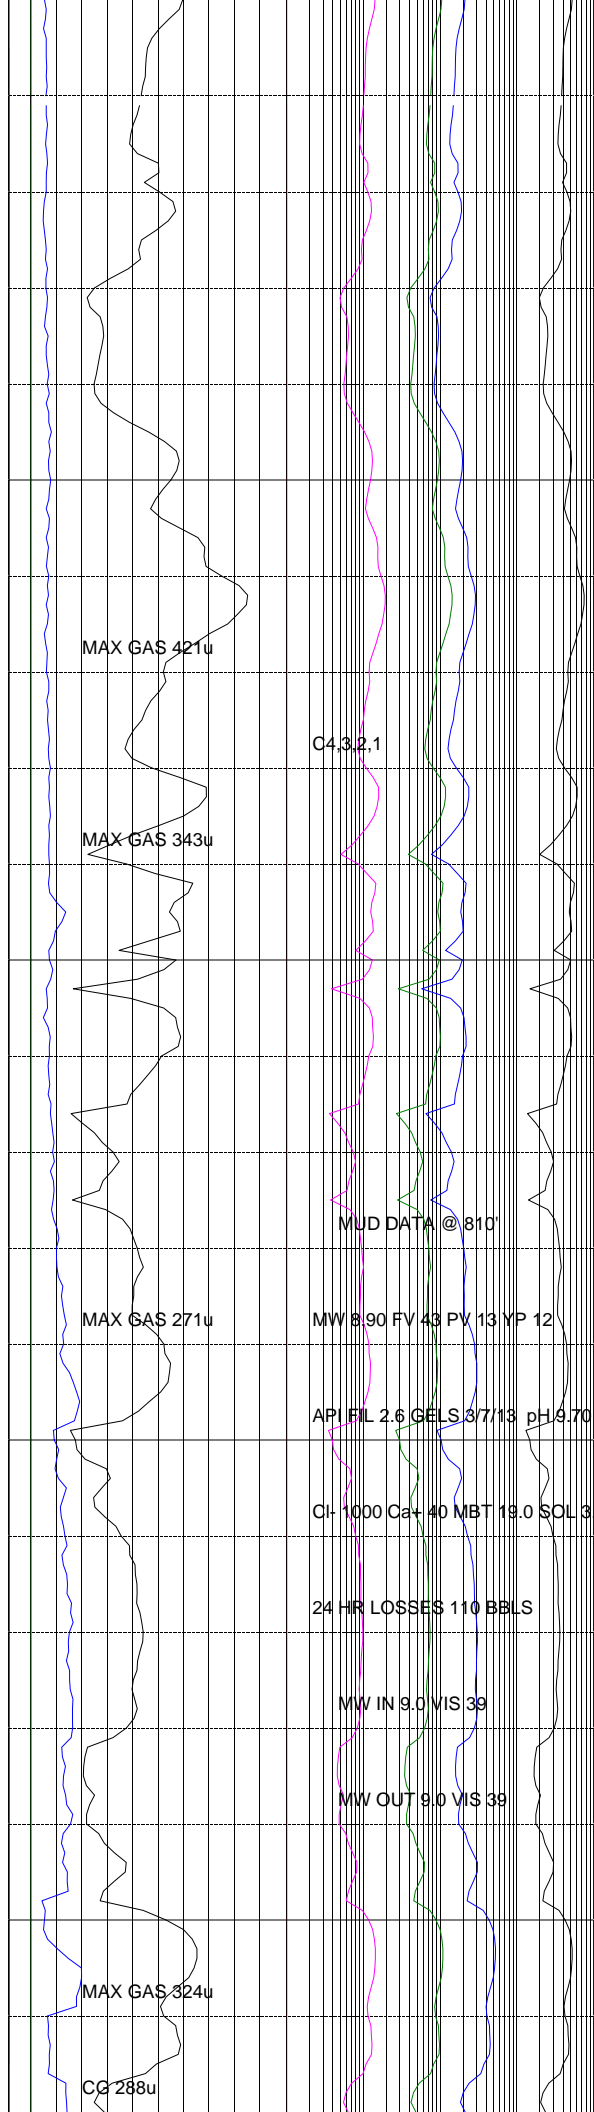 MAX GAS 421u
C4,3,2,1
MAX GAS 343u
MUD DATA @ 810'
MAX GAS 271u
MW 8.90 FV 43 PV 13 YP 12
API FIL 2.6 GELS 3/7/13 pH 9.70
Cl- 1000 Ca+ 40 MBT 19.0 SOL 3
24 HR LOSSES 110 BBLS
MW IN 9.0 VIS 39
MW OUT 9.0 VIS 39
MAX GAS 324u
CG 288u